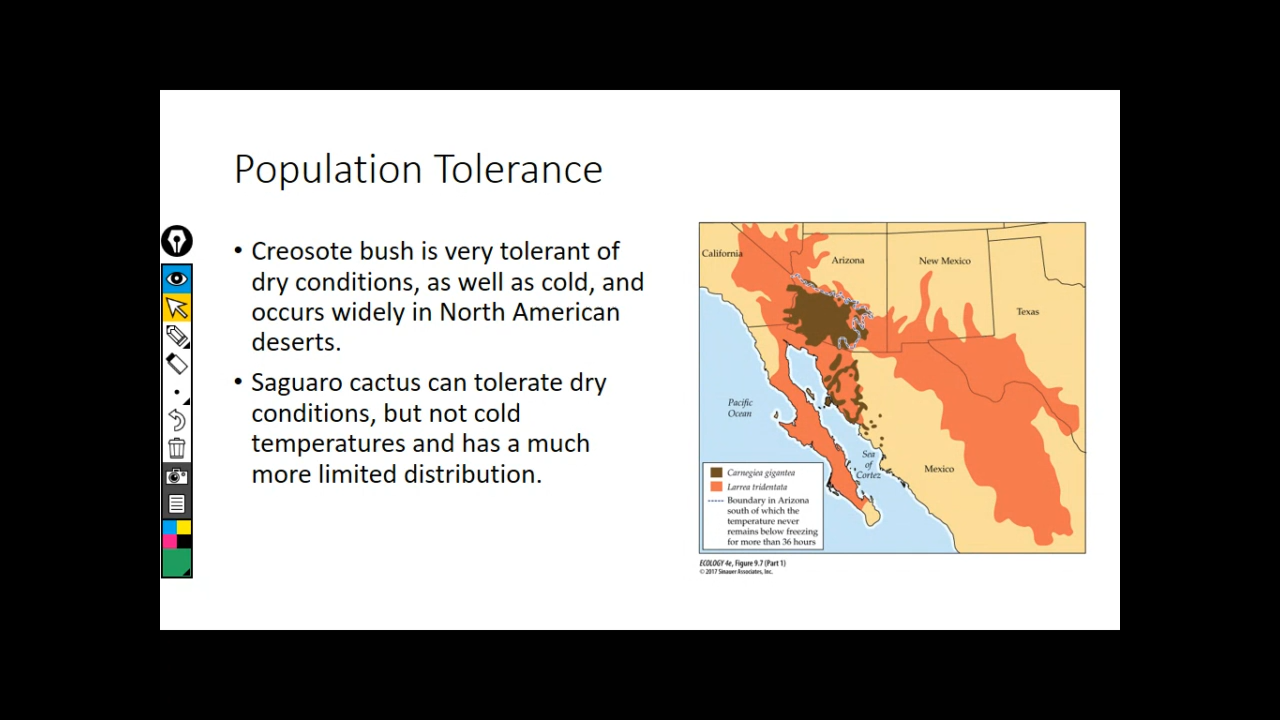 Population Tolerance
• Creosote bush is very tolerant of
dry conditions, as well as cold, and
occurs widely in North American
deserts.
• Saguaro cactus can tolerate dry
conditions, but not cold
temperatures and has a much
more limited distribution.
California
Arizona
New Mexico
Texas
Pacific
Ocean
Sea
of
Cortez
Mexico
Carnegiea gigantea
Larrea tridentata
Boundary in Arizona
south of which the
temperature never
remains below freezing
for more than 36 hours
ECOLOGY 4e, Figure 9.7 (Part 1)
© 2017 Sinauer Associates, Inc.